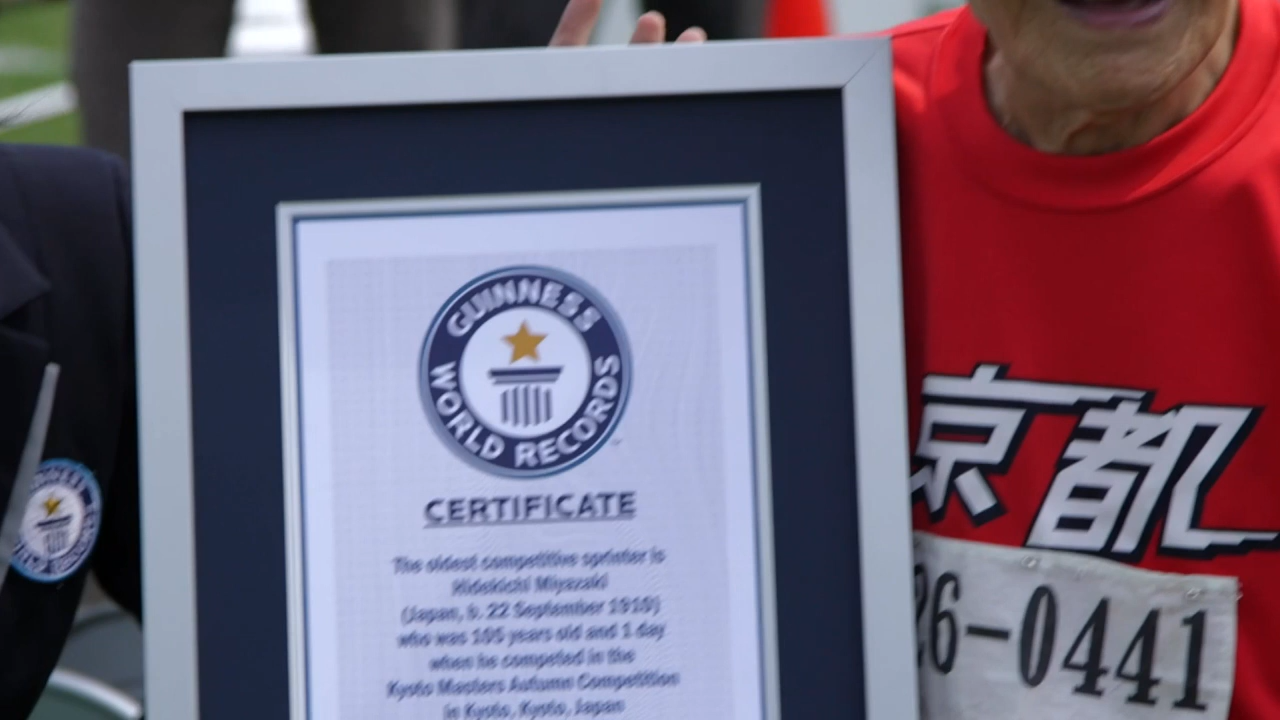 GUINNESS
WORLD RECORDS
CERTIFICATE
The oldest competitive sprinter is
Hidekichi Miyazaki
(Japan, b. 22 September 1910)
who was 105 years old and 1 day
when he competed in the
Kyoto Masters Autumn Competition
in Kyoto, Kyoto, Japan
京都
26-0441